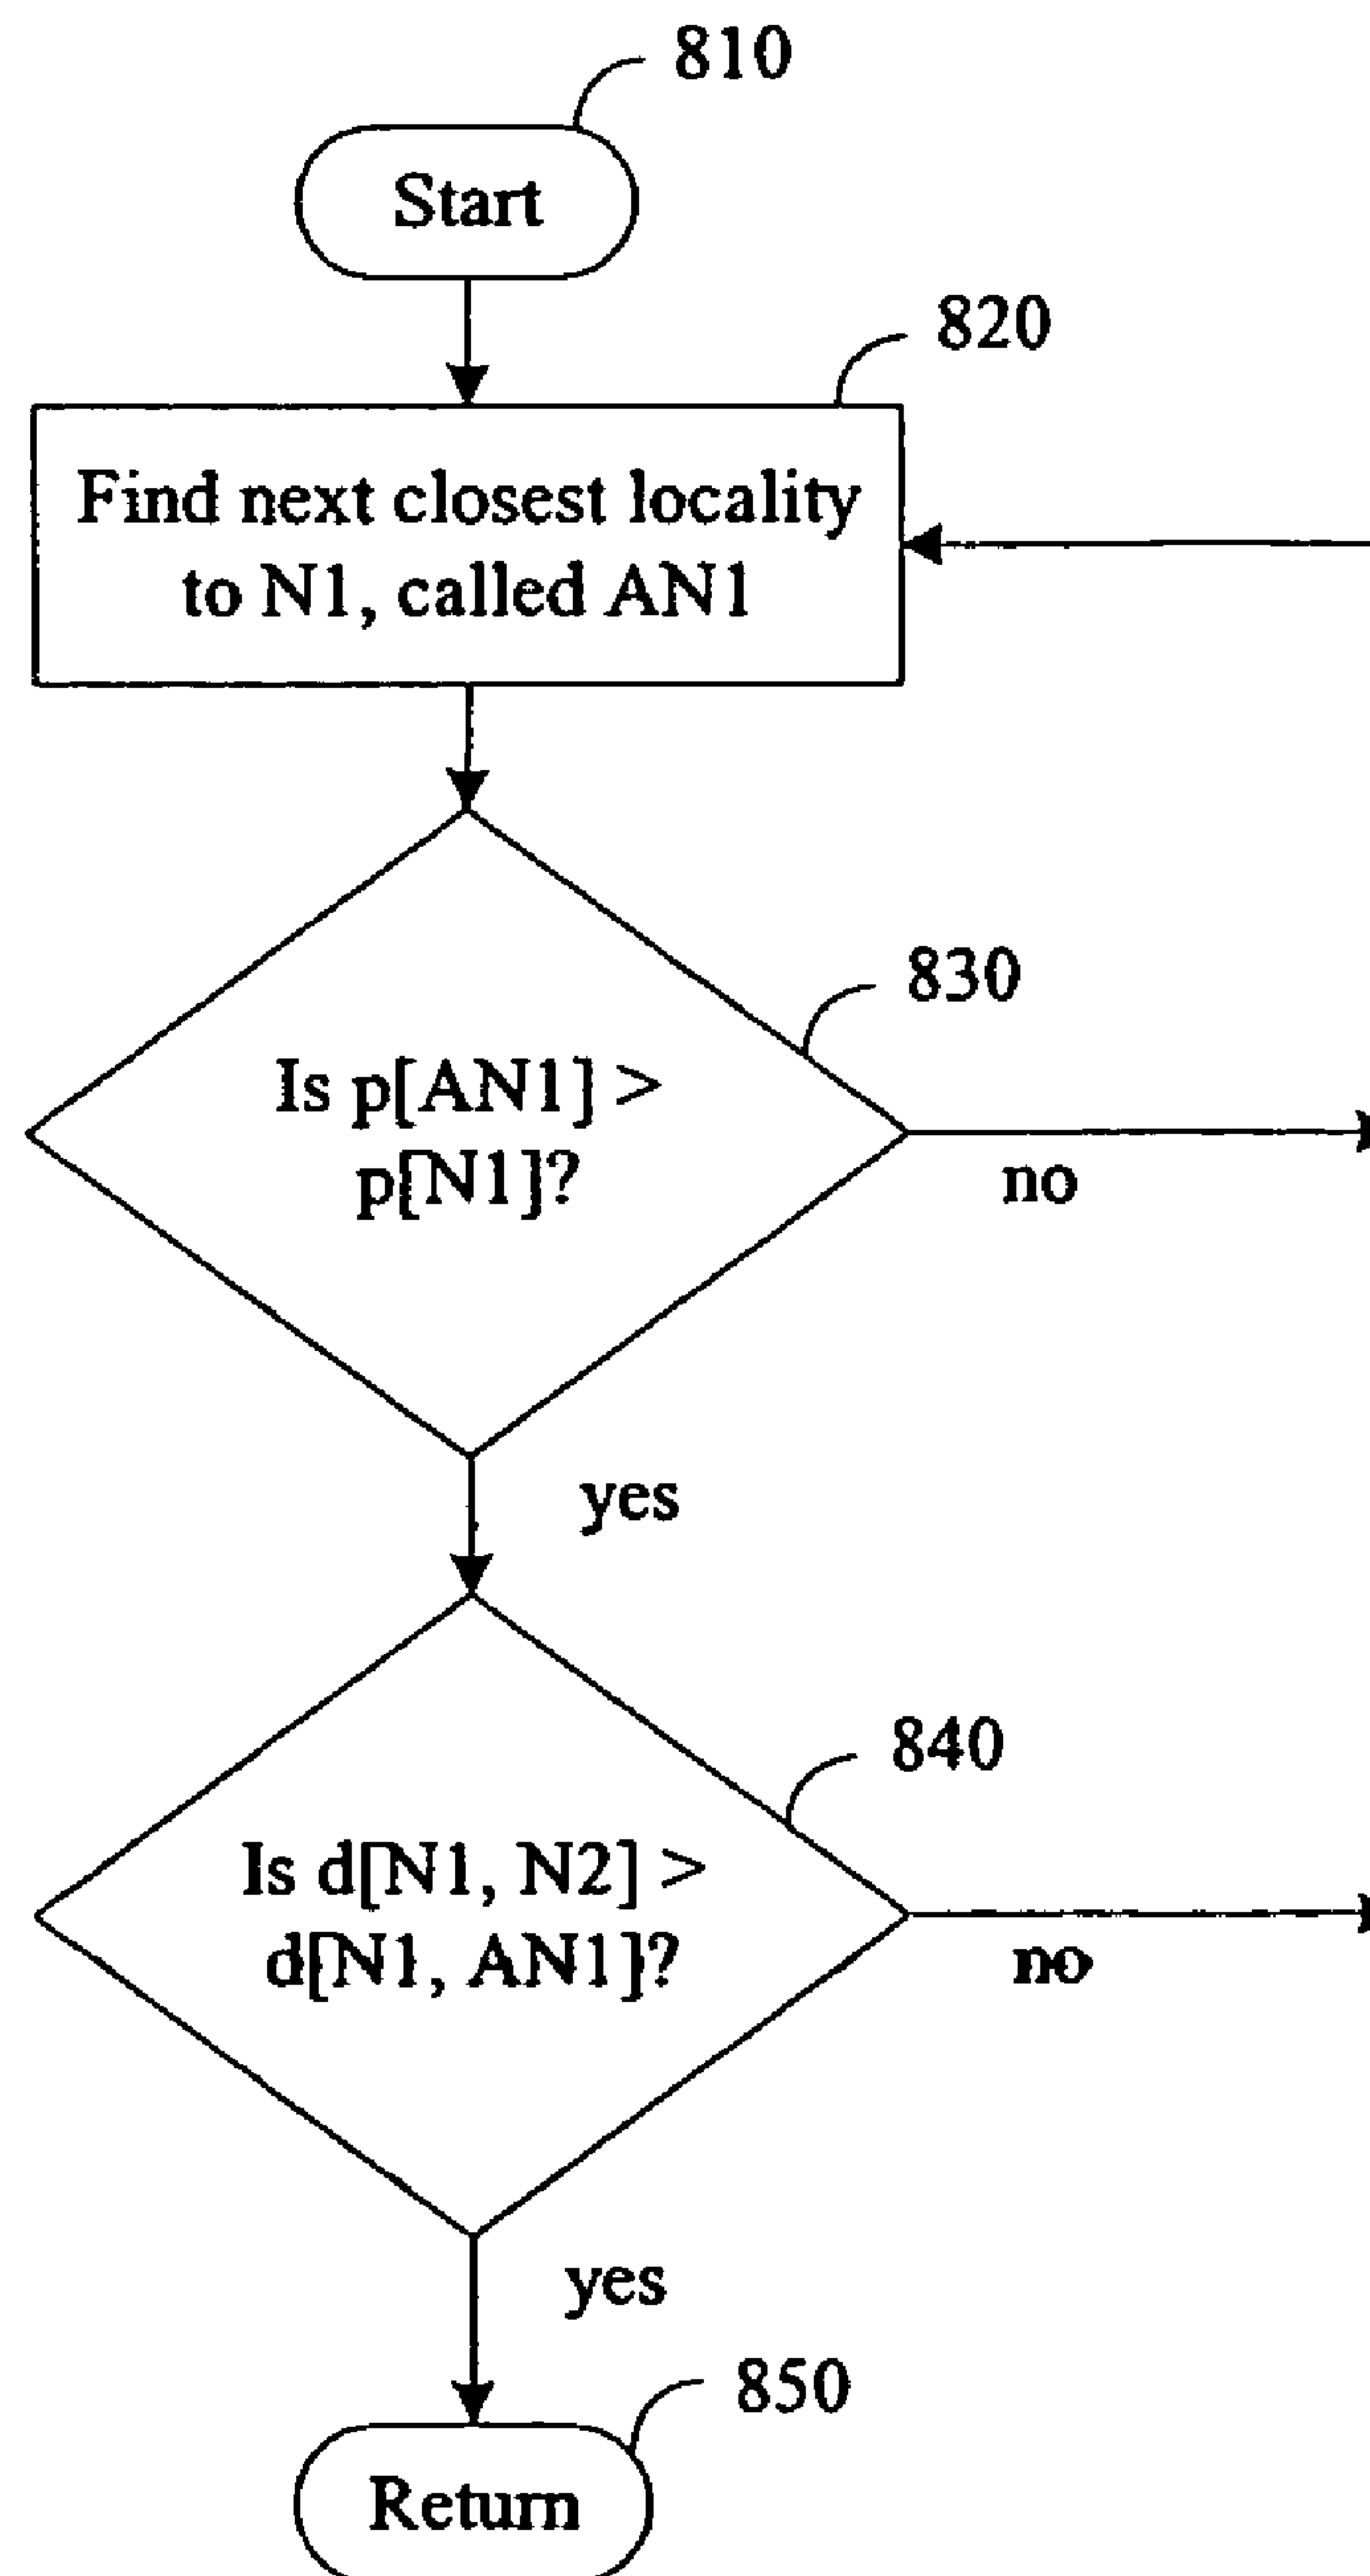 810
Start
820
Find next closest locality
to N1, called AN1
830
Is p[AN1] >
p[N1]?
no
yes
840
Is d[N1, N2] >
d[N1, AN1]?
no
yes
850
Return